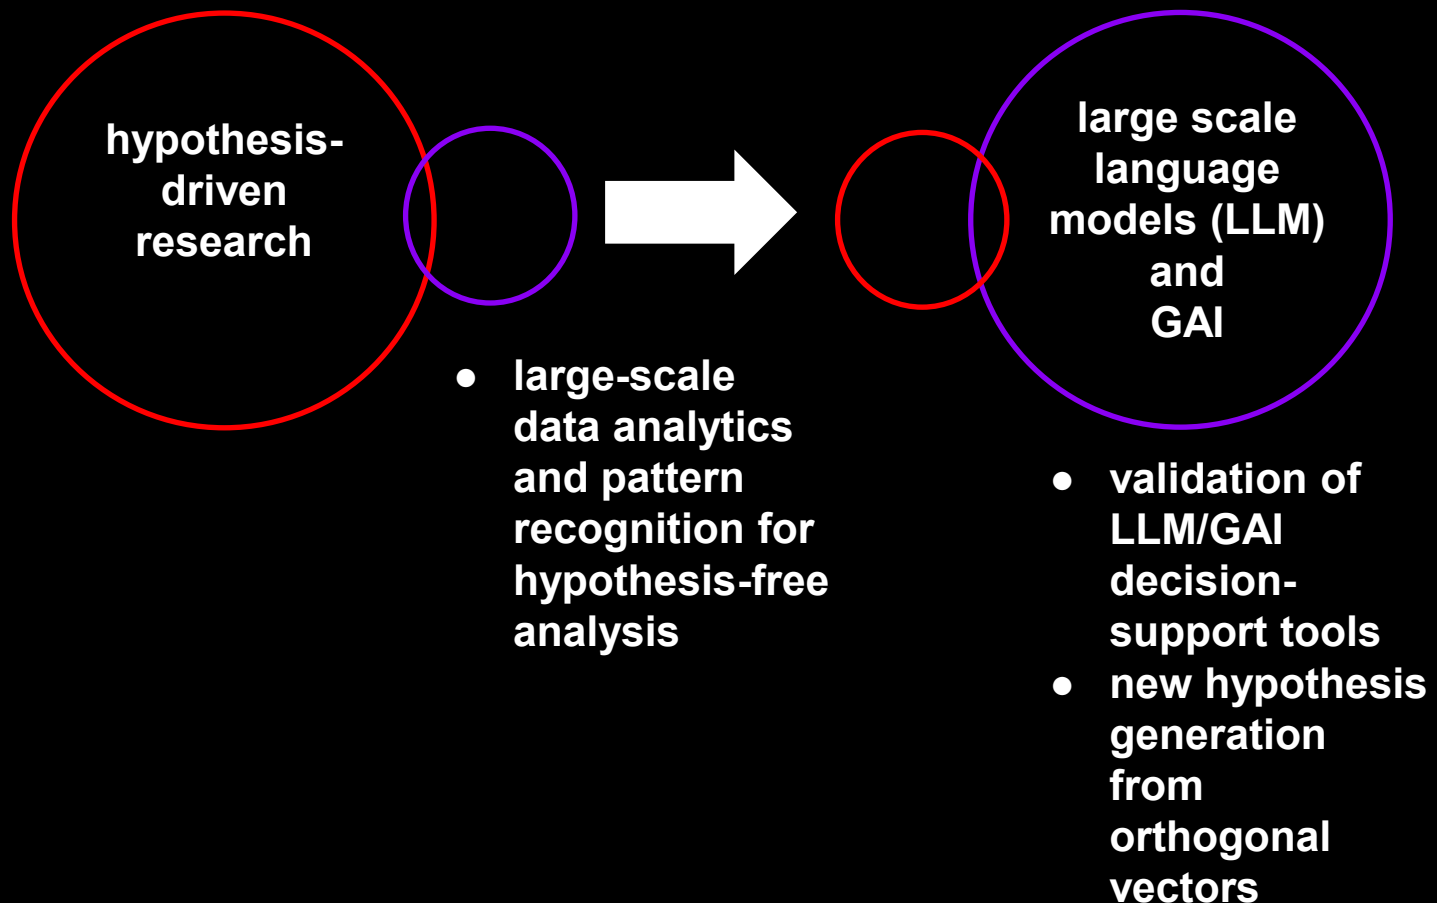 hypothesis-
driven
research
large scale
language
models (LLM)
and
GAI
● large-scale
data analytics
and pattern
recognition for
hypothesis-free
analysis
● validation of
LLM/GAI
decision-
support tools
● new hypothesis
generation
from
orthogonal
vectors